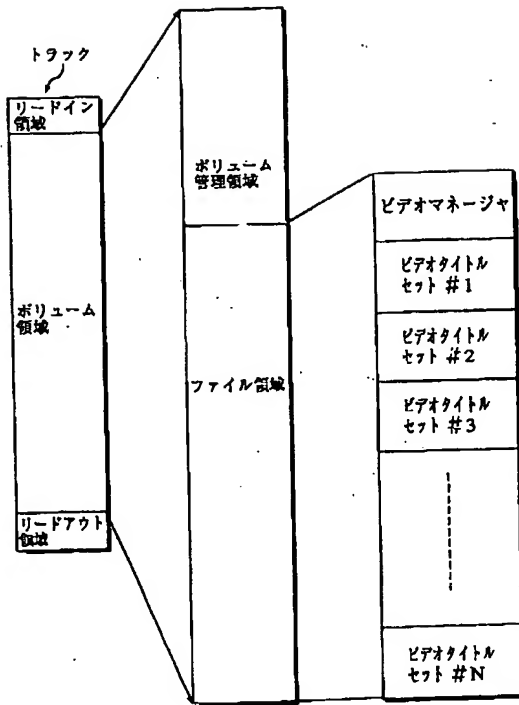 トラック
リードイン
領域
ボリューム
領域
リードアウト
領域
ボリューム
管理領域
ファイル領域
ビデオマネージャ
ビデオタイトル
セット #1
ビデオタイトル
セット #2
ビデオタイトル
セット #3
ビデオタイトル
セット #N